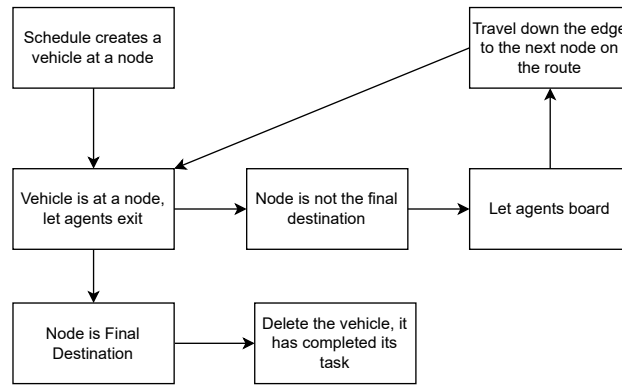 Schedule creates a
vehicle at a node
Travel down the edge
to the next node on
the route
Vehicle is at a node,
let agents exit
Node is not the final
destination
Let agents board
Node is Final
Destination
Delete the vehicle, it
has completed its
task